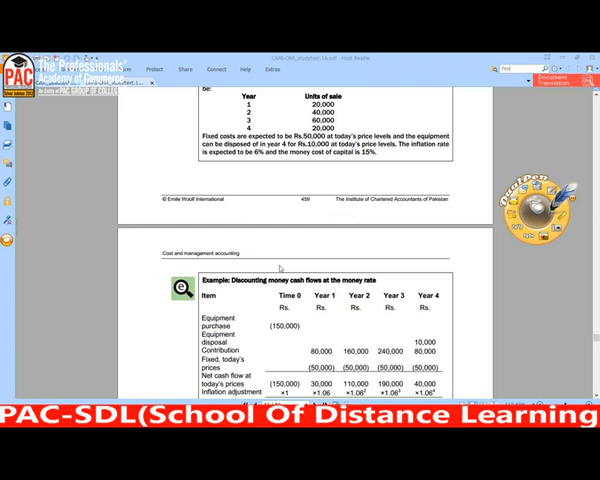 The Professionals'
Academy of Commerce
PAC
CAF8-CMA_studytext.16.pdf - Foxit Reader
Protect Share Connect Help Extras
Find
Document
Translation
be:
Year Units of sale
1 20,000
2 40,000
3 60,000
4 20,000
Fixed costs are expected to be Rs.50,000 at today's price levels and the equipment
can be disposed of in year 4 for Rs.10,000 at today's price levels. The inflation rate
is expected to be 6% and the money cost of capital is 15%.
© Emile Woolf International 459 The Institute of Chartered Accountants of Pakistan
DualPen
Cost and management accounting
Example: Discounting money cash flows at the money rate
Item Time 0 Year 1 Year 2 Year 3 Year 4
Rs. Rs. Rs. Rs. Rs.
Equipment
purchase (150,000)
Equipment
disposal 10,000
Contribution 80,000 160,000 240,000 80,000
Fixed, today's
prices (50,000) (50,000) (50,000) (50,000)
Net cash flow at
today's prices (150,000) 30,000 110,000 190,000 40,000
Inflation adjustment ×1 ×1.06 ×1.06² ×1.06³ ×1.06⁴
PAC-SDL(School Of Distance Learning